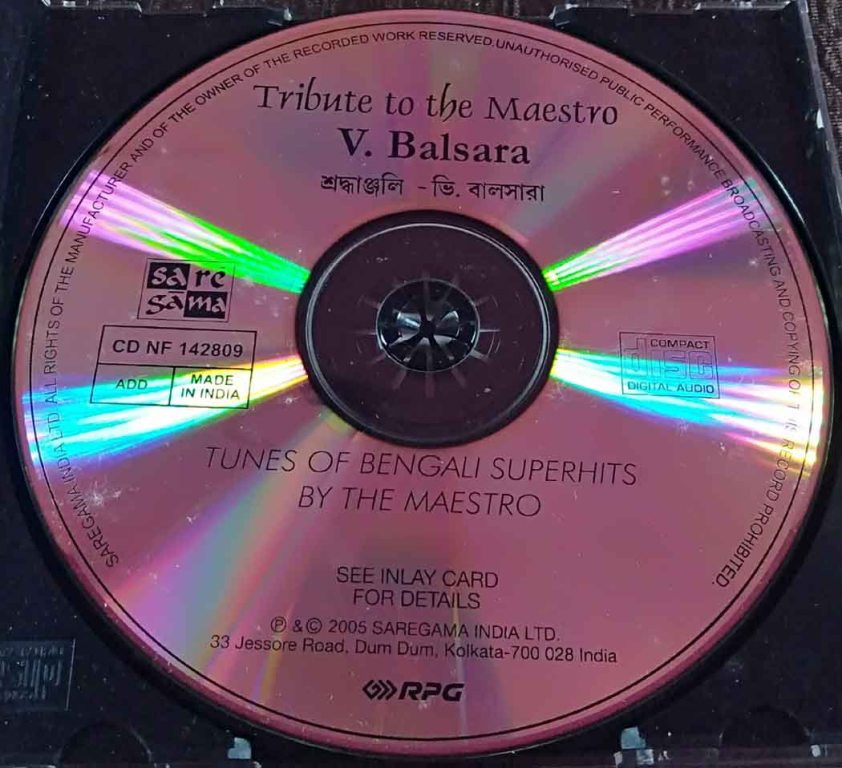 SAREGAMA INDIA LTD. ALL RIGHTS OF THE MANUFACTURER AND OF THE OWNER OF THE RECORDED WORK RESERVED. UNAUTHORISED PUBLIC PERFORMANCE BROADCASTING AND COPYING OF THIS RECORD PROHIBITED.
Tribute to the Maestro
V. Balsara
শ্রদ্ধাঞ্জলি - ভি. বালসারা
sa re
ga ma
CD NF 142809
ADD
MADE
IN INDIA
COMPACT
disc
DIGITAL AUDIO
TUNES OF BENGALI SUPERHITS
BY THE MAESTRO
SEE INLAY CARD
FOR DETAILS
Ⓟ & © 2005 SAREGAMA INDIA LTD.
33 Jessore Road, Dum Dum, Kolkata-700 028 India
RPG